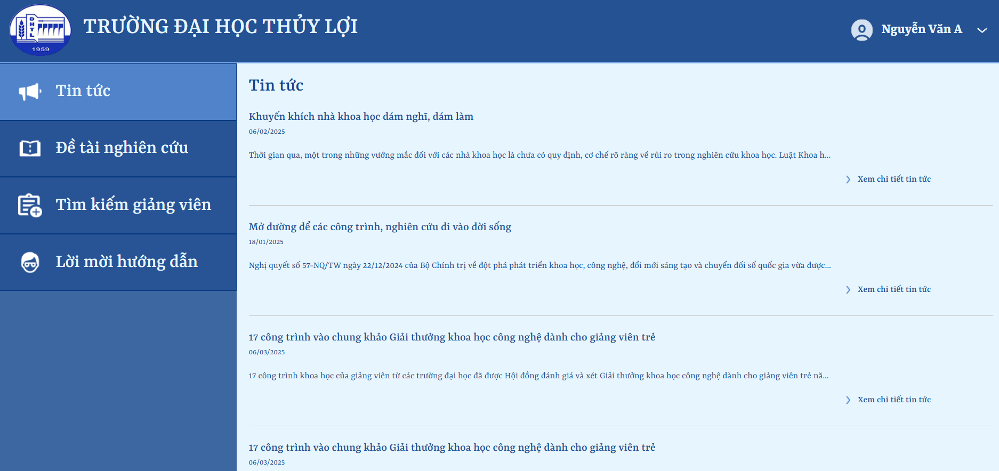 ĐHTL
1959
TRƯỜNG ĐẠI HỌC THỦY LỢI
Nguyễn Văn A
Tin tức
Đề tài nghiên cứu
Tìm kiếm giảng viên
Lời mời hướng dẫn
Tin tức
Khuyến khích nhà khoa học dám nghĩ, dám làm
06/02/2025
Thời gian qua, một trong những vướng mắc đối với các nhà khoa học là chưa có quy định, cơ chế rõ ràng về rủi ro trong nghiên cứu khoa học. Luật Khoa h...
Xem chi tiết tin tức
Mở đường để các công trình, nghiên cứu đi vào đời sống
18/01/2025
Nghị quyết số 57-NQ/TW ngày 22/12/2024 của Bộ Chính trị về đột phá phát triển khoa học, công nghệ, đổi mới sáng tạo và chuyển đối số quốc gia vừa được...
Xem chi tiết tin tức
17 công trình vào chung khảo Giải thưởng khoa học công nghệ dành cho giảng viên trẻ
06/03/2025
17 công trình khoa học của giảng viên từ các trường đại học đã được Hội đồng đánh giá và xét Giải thưởng khoa học công nghệ dành cho giảng viên trẻ nă...
Xem chi tiết tin tức
17 công trình vào chung khảo Giải thưởng khoa học công nghệ dành cho giảng viên trẻ
06/03/2025